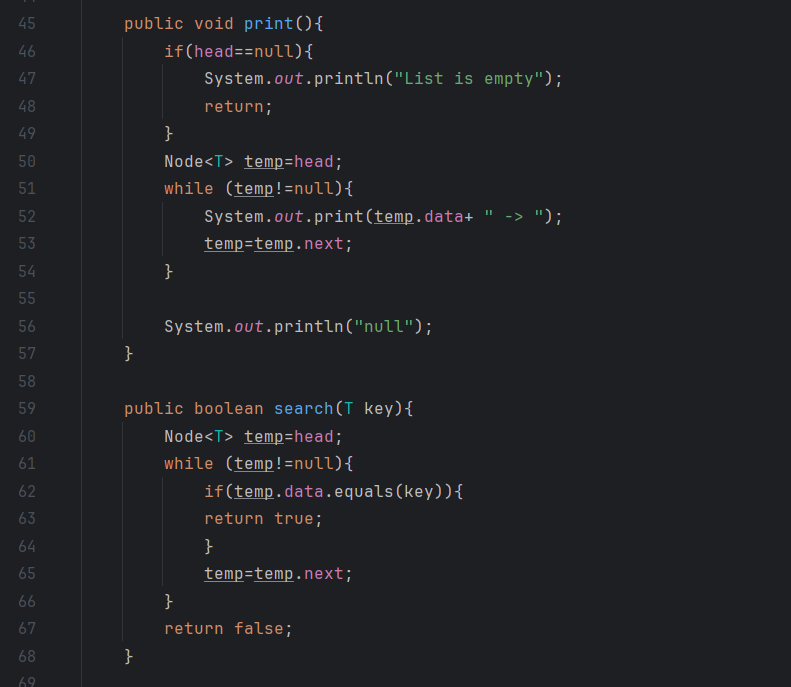 45 public void print(){
46 if(head==null){
47 System.out.println("List is empty");
48 return;
49 }
50 Node<T> temp=head;
51 while (temp!=null){
52 System.out.print(temp.data+ " -> ");
53 temp=temp.next;
54 }
55
56 System.out.println("null");
57 }
58
59 public boolean search(T key){
60 Node<T> temp=head;
61 while (temp!=null){
62 if(temp.data.equals(key)){
63 return true;
64 }
65 temp=temp.next;
66 }
67 return false;
68 }
69